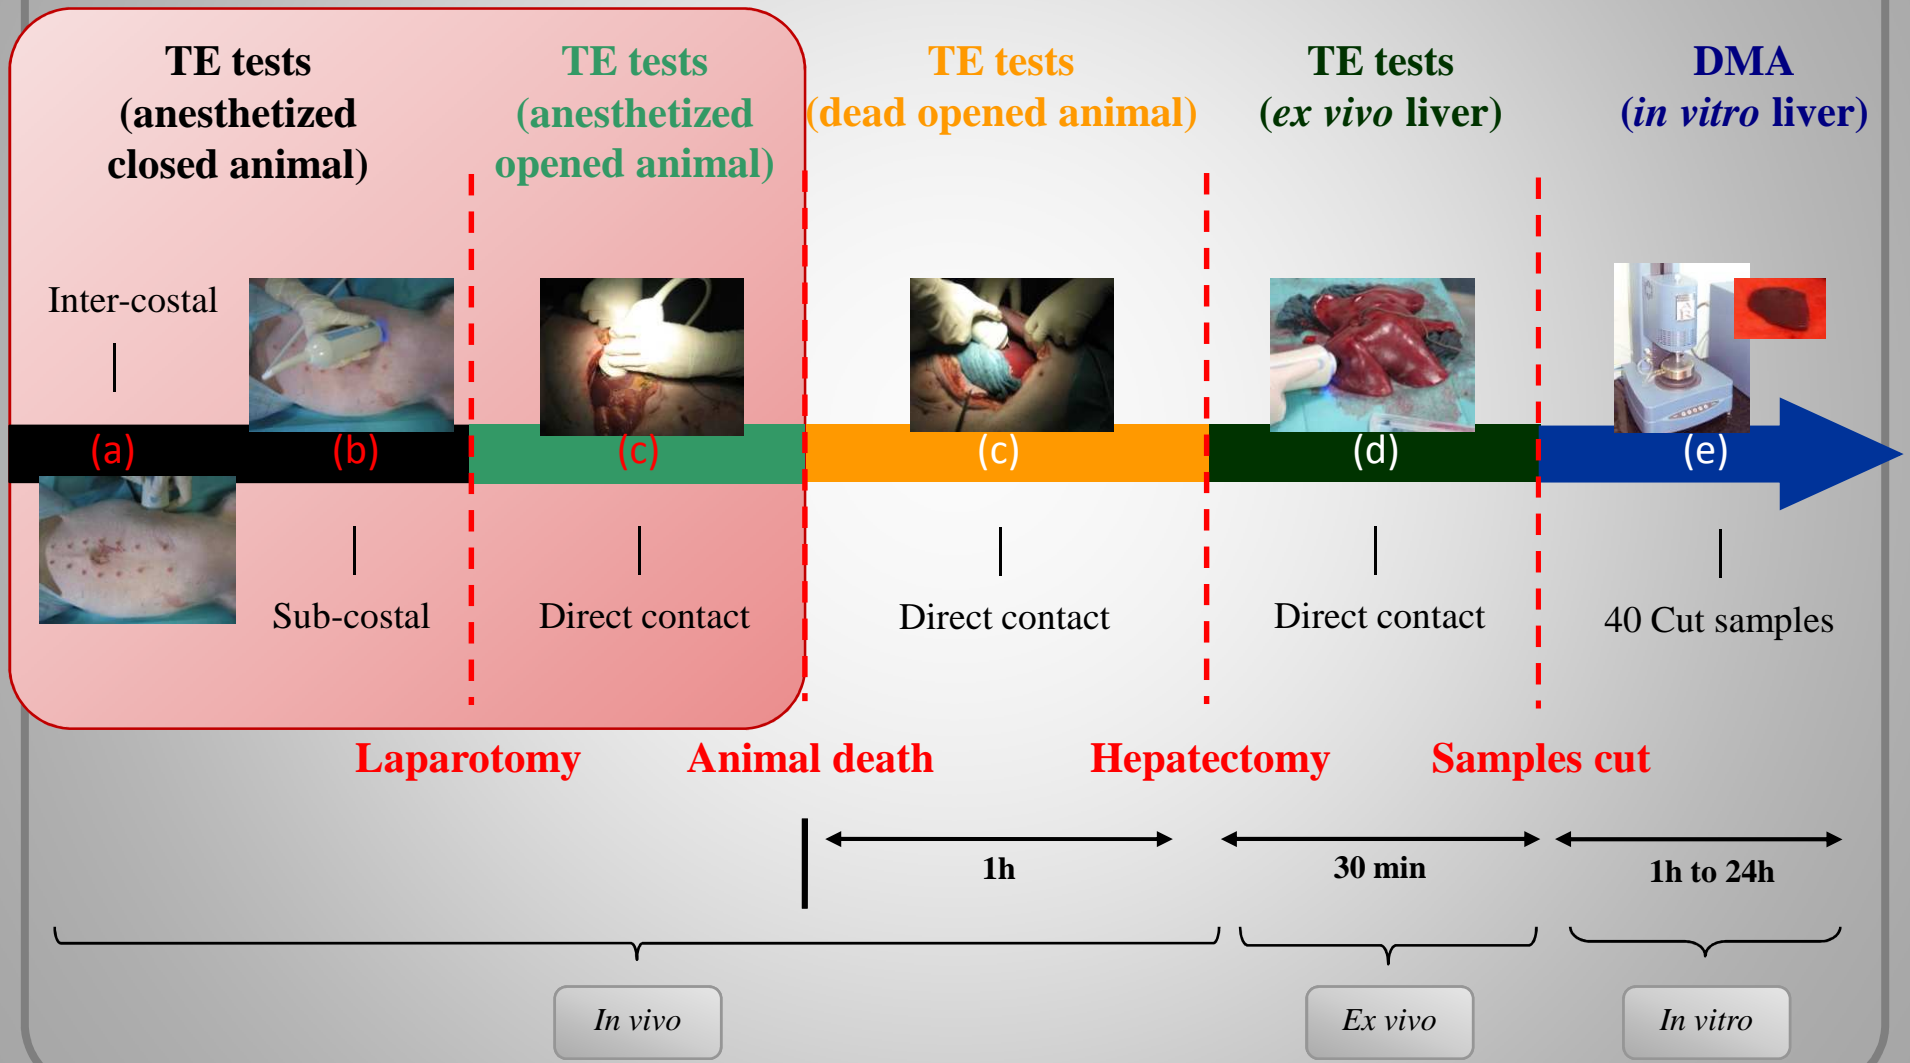 TE tests
(anesthetized
closed animal)
TE tests
(anesthetized
opened animal)
TE tests
(dead opened animal)
TE tests
(ex vivo liver)
DMA
(in vitro liver)
Inter-costal
(a)
(b)
(c)
(c)
(d)
(e)
Sub-costal
Direct contact
Direct contact
Direct contact
40 Cut samples
Laparotomy
Animal death
Hepatectomy
Samples cut
1h
30 min
1h to 24h
In vivo
Ex vivo
In vitro